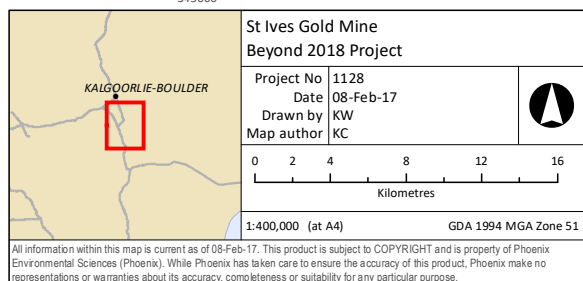 St Ives Gold Mine
Beyond 2018 Project
KALGOORLIE-BOULDER
Project No 1128
Date 08-Feb-17
Drawn by KW
Map author KC
0 2 4 8 12 16
Kilometres
1:400,000 (at A4) GDA 1994 MGA Zone 51
All information within this map is current as of 08-Feb-17. This product is subject to COPYRIGHT and is property of Phoenix
Environmental Sciences (Phoenix). While Phoenix has taken care to ensure the accuracy of this product, Phoenix make no
representations or warranties about its accuracy, completeness or suitability for any particular purpose.